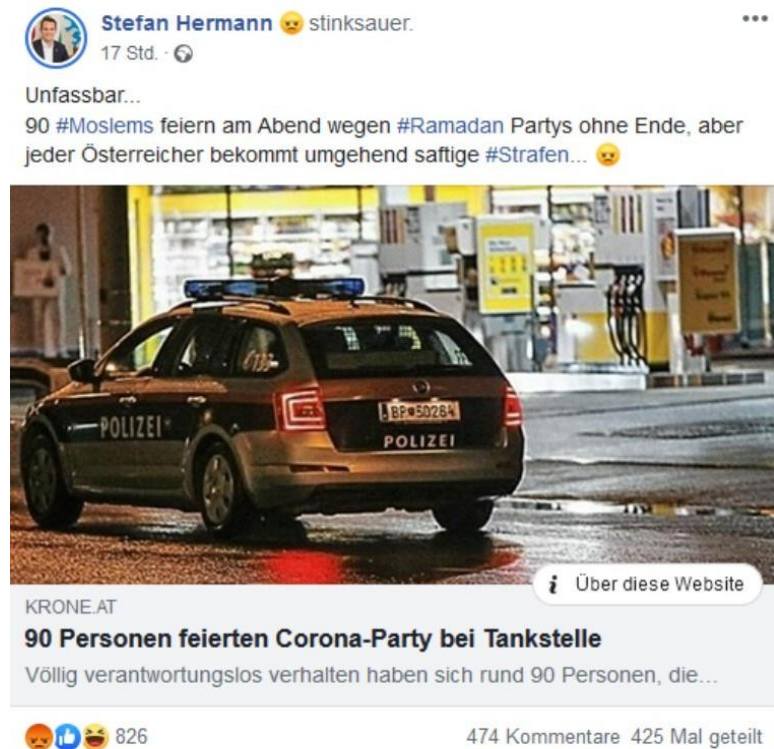 Stefan Hermann 😠 stinksauer.
17 Std. ·
Unfassbar...
90 #Moslems feiern am Abend wegen #Ramadan Partys ohne Ende, aber
jeder Österreicher bekommt umgehend saftige #Strafen... 😠
POLIZEI
BP 50264
POLIZEI
i Über diese Website
KRONE.AT
90 Personen feierten Corona-Party bei Tankstelle
Völlig verantwortungslos verhalten haben sich rund 90 Personen, die...
826 474 Kommentare 425 Mal geteilt